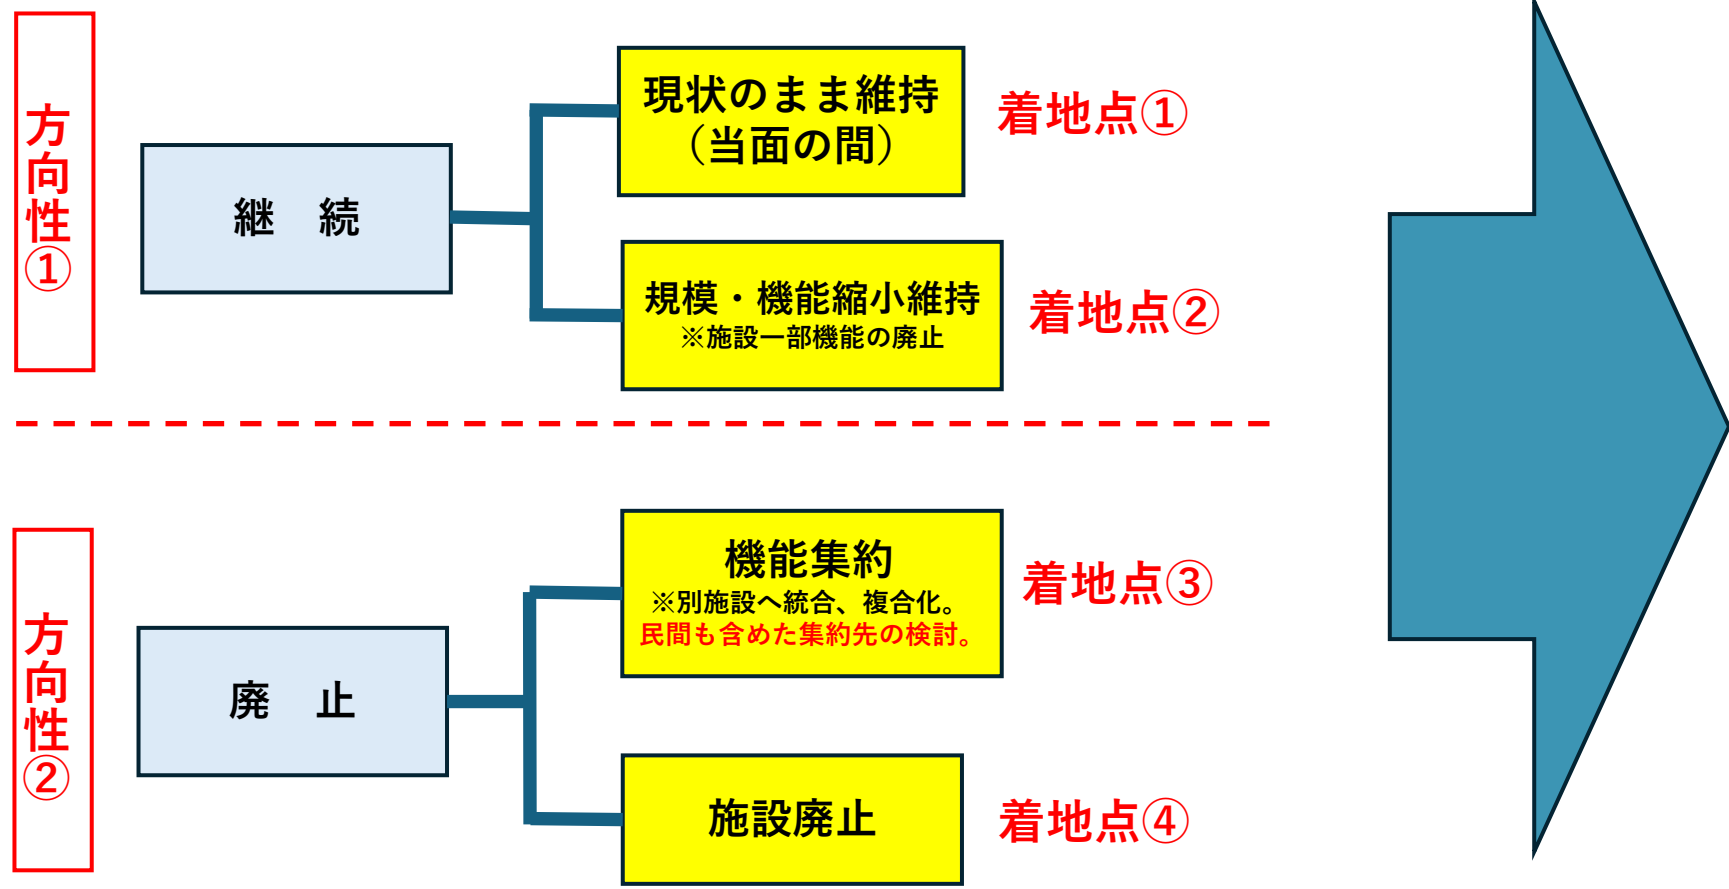 方向性①
継　続
現状のまま維持
（当面の間）
着地点①
規模・機能縮小維持
※施設一部機能の廃止
着地点②
方向性②
廃　止
機能集約
※別施設へ統合、複合化。
民間も含めた集約先の検討。
着地点③
施設廃止
着地点④